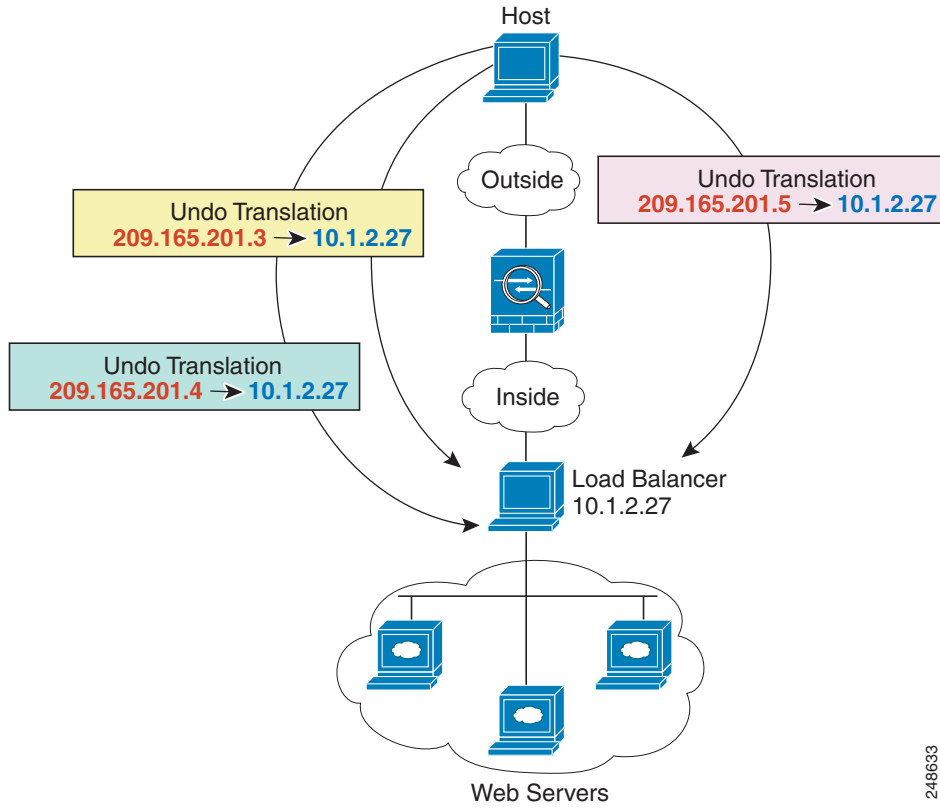 Host
Outside
Undo Translation
209.165.201.5 → 10.1.2.27
Undo Translation
209.165.201.3 → 10.1.2.27
Undo Translation
209.165.201.4 → 10.1.2.27
Inside
Load Balancer
10.1.2.27
Web Servers
248633